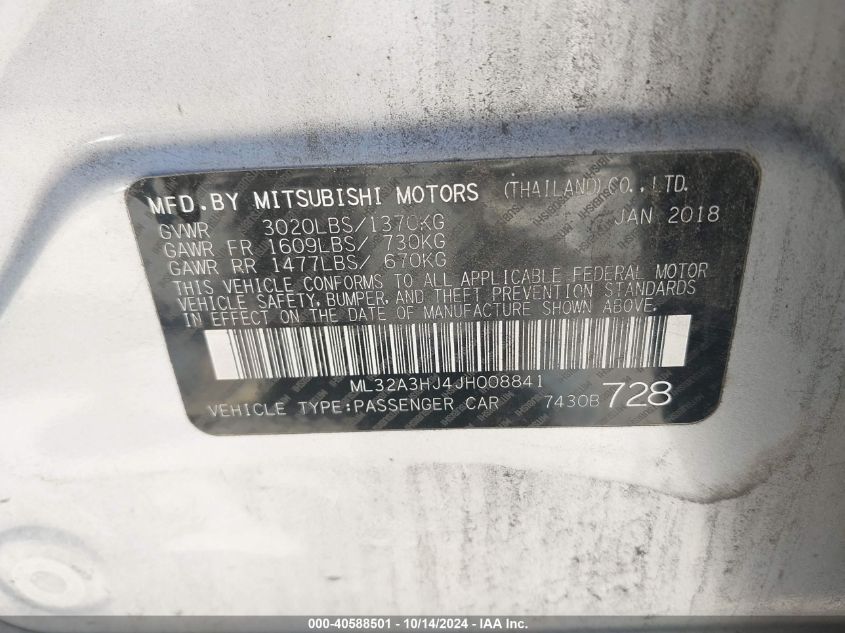 MFD.BY MITSUBISHI MOTORS (THAILAND)CO.,LTD.
GVWR 3020LBS/1370KG JAN 2018
GAWR FR 1609LBS/ 730KG
GAWR RR 1477LBS/ 670KG
THIS VEHICLE CONFORMS TO ALL APPLICABLE FEDERAL MOTOR
VEHICLE SAFETY, BUMPER, AND THEFT PREVENTION STANDARDS
IN EFFECT ON THE DATE OF MANUFACTURE SHOWN ABOVE.
ML32A3HJ4JH008841
VEHICLE TYPE:PASSENGER CAR 7430B 728
000-40588501 - 10/14/2024 - IAA Inc.